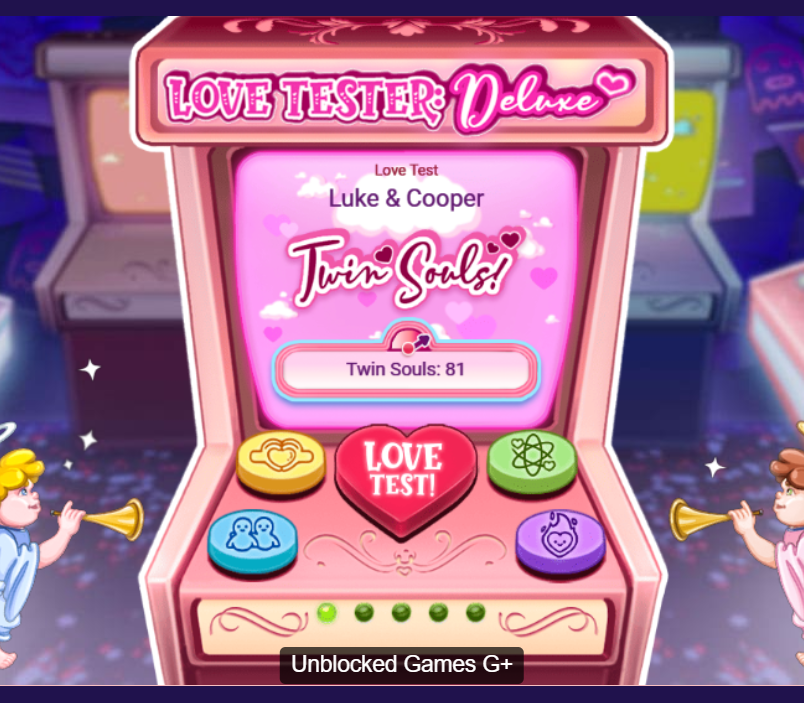 LOVE TESTER: Deluxe
Love Test
Luke & Cooper
Twin Souls!
Twin Souls: 81
LOVE
TEST!
Unblocked Games G+